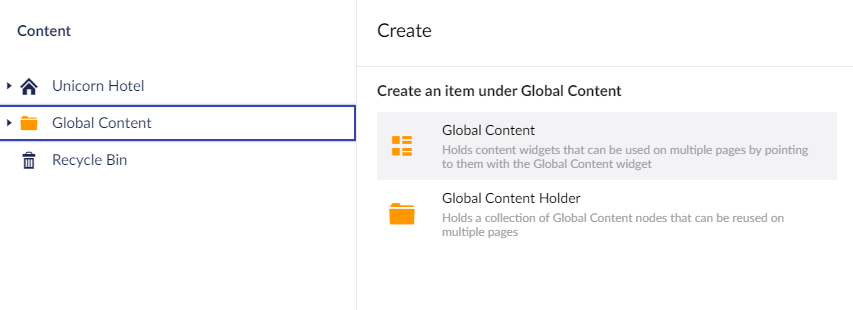 Content
Unicorn Hotel
Global Content
Recycle Bin
Create
Create an item under Global Content
Global Content
Holds content widgets that can be used on multiple pages by pointing
to them with the Global Content widget
Global Content Holder
Holds a collection of Global Content nodes that can be reused on
multiple pages